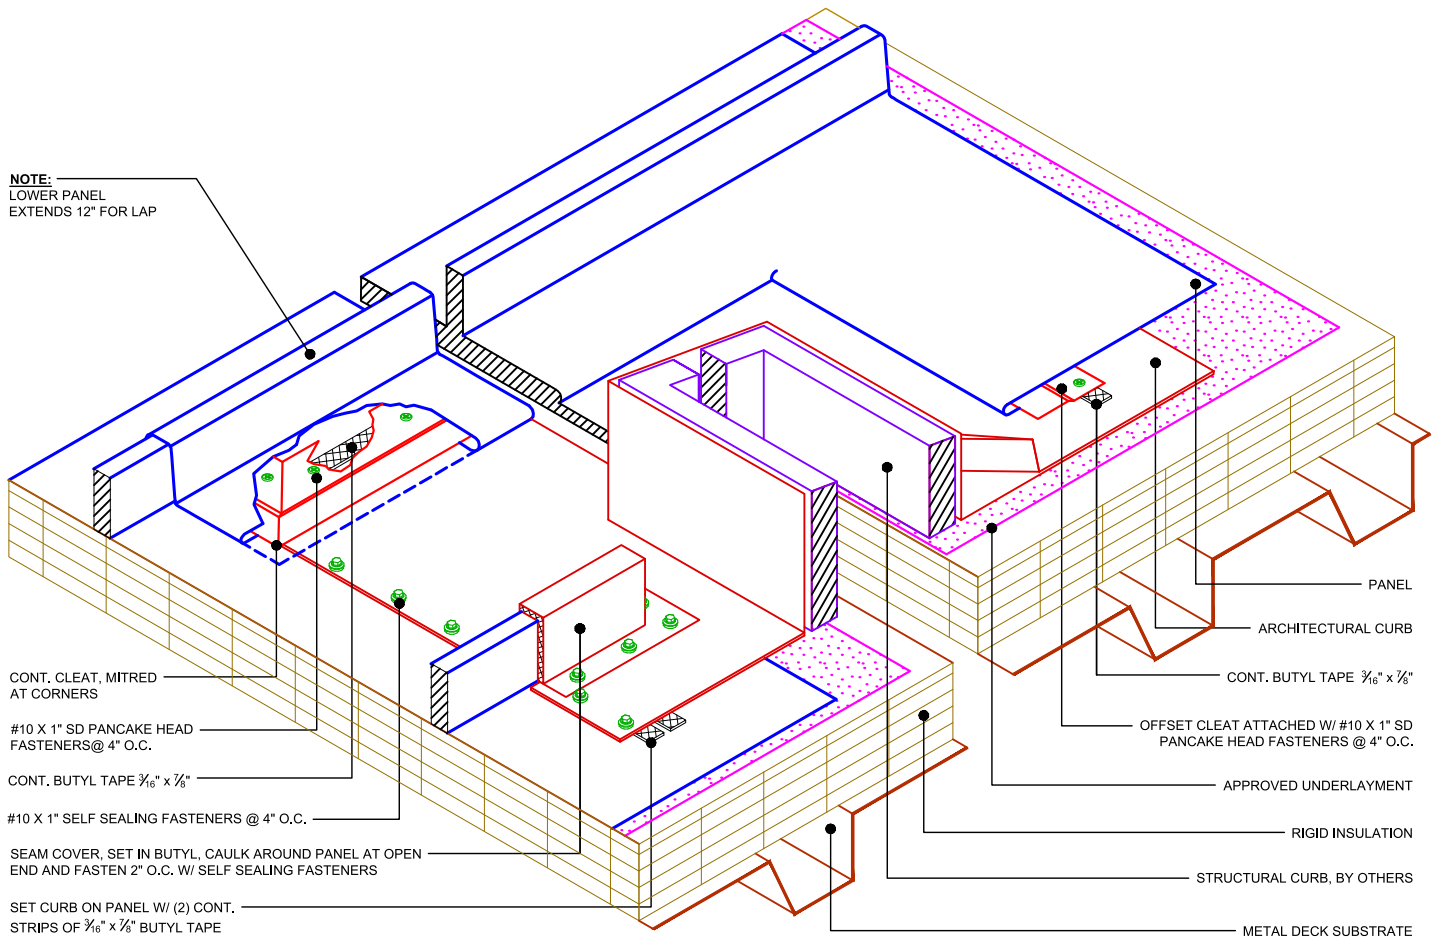 NOTE:
LOWER PANEL
EXTENDS 12" FOR LAP
CONT. CLEAT, MITRED
AT CORNERS
#10 X 1" SD PANCAKE HEAD
FASTENERS@ 4" O.C.
CONT. BUTYL TAPE 3/16" x 7/8"
#10 X 1" SELF SEALING FASTENERS @ 4" O.C.
SEAM COVER, SET IN BUTYL, CAULK AROUND PANEL AT OPEN
END AND FASTEN 2" O.C. W/ SELF SEALING FASTENERS
SET CURB ON PANEL W/ (2) CONT.
STRIPS OF 3/16" x 7/8" BUTYL TAPE
PANEL
ARCHITECTURAL CURB
CONT. BUTYL TAPE 3/16" x 7/8"
OFFSET CLEAT ATTACHED W/ #10 X 1" SD
PANCAKE HEAD FASTENERS @ 4" O.C.
APPROVED UNDERLAYMENT
RIGID INSULATION
STRUCTURAL CURB, BY OTHERS
METAL DECK SUBSTRATE